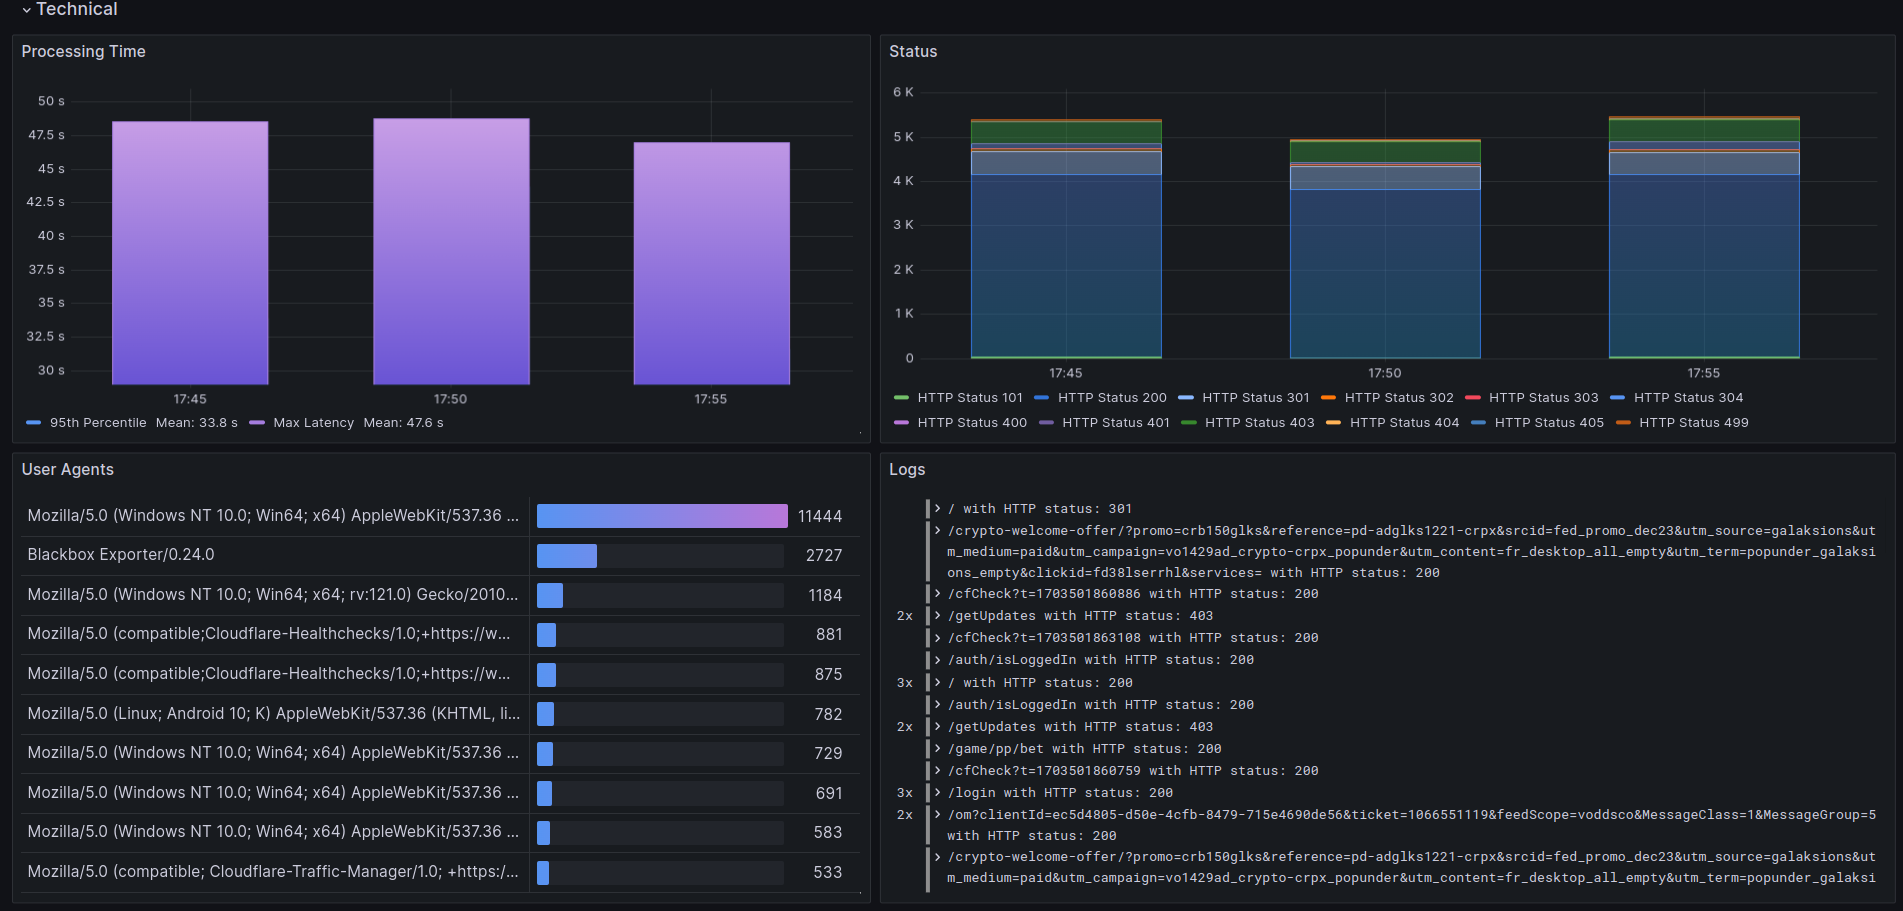 Technical
Processing Time
50 s
47.5 s
45 s
42.5 s
40 s
37.5 s
35 s
32.5 s
30 s
17:45 17:50 17:55
95th Percentile Mean: 33.8 s Max Latency Mean: 47.6 s
Status
6 K
5 K
4 K
3 K
2 K
1 K
0
17:45 17:50 17:55
HTTP Status 101 HTTP Status 200 HTTP Status 301 HTTP Status 302 HTTP Status 303 HTTP Status 304
HTTP Status 400 HTTP Status 401 HTTP Status 403 HTTP Status 404 HTTP Status 405 HTTP Status 499
User Agents
Mozilla/5.0 (Windows NT 10.0; Win64; x64) AppleWebKit/537.36 ... 11444
Blackbox Exporter/0.24.0 2727
Mozilla/5.0 (Windows NT 10.0; Win64; x64; rv:121.0) Gecko/2010... 1184
Mozilla/5.0 (compatible;Cloudflare-Healthchecks/1.0;+https://w... 881
Mozilla/5.0 (compatible;Cloudflare-Healthchecks/1.0;+https://w... 875
Mozilla/5.0 (Linux; Android 10; K) AppleWebKit/537.36 (KHTML, li... 782
Mozilla/5.0 (Windows NT 10.0; Win64; x64) AppleWebKit/537.36 ... 729
Mozilla/5.0 (Windows NT 10.0; Win64; x64) AppleWebKit/537.36 ... 691
Mozilla/5.0 (Windows NT 10.0; Win64; x64) AppleWebKit/537.36 ... 583
Mozilla/5.0 (compatible; Cloudflare-Traffic-Manager/1.0; +https:/... 533
Logs
/ with HTTP status: 301
/crypto-welcome-offer/?promo=crb150glks&reference=pd-adglks1221-crpx&srcid=fed_promo_dec23&utm_source=galaksions&ut
m_medium=paid&utm_campaign=vo1429ad_crypto-crpx_popunder&utm_content=fr_desktop_all_empty&utm_term=popunder_galaksi
ons_empty&clickid=fd38lserrhl&services= with HTTP status: 200
/cfCheck?t=1703501860886 with HTTP status: 200
2x /getUpdates with HTTP status: 403
/cfCheck?t=1703501863108 with HTTP status: 200
/auth/isLoggedIn with HTTP status: 200
3x / with HTTP status: 200
/auth/isLoggedIn with HTTP status: 200
2x /getUpdates with HTTP status: 403
/game/pp/bet with HTTP status: 200
/cfCheck?t=1703501860759 with HTTP status: 200
3x /login with HTTP status: 200
2x /om?clientId=ec5d4805-d50e-4cfb-8479-715e4690de56&ticket=1066551119&feedScope=voddsco&MessageClass=1&MessageGroup=5
with HTTP status: 200
/crypto-welcome-offer/?promo=crb150glks&reference=pd-adglks1221-crpx&srcid=fed_promo_dec23&utm_source=galaksions&ut
m_medium=paid&utm_campaign=vo1429ad_crypto-crpx_popunder&utm_content=fr_desktop_all_empty&utm_term=popunder_galaksi